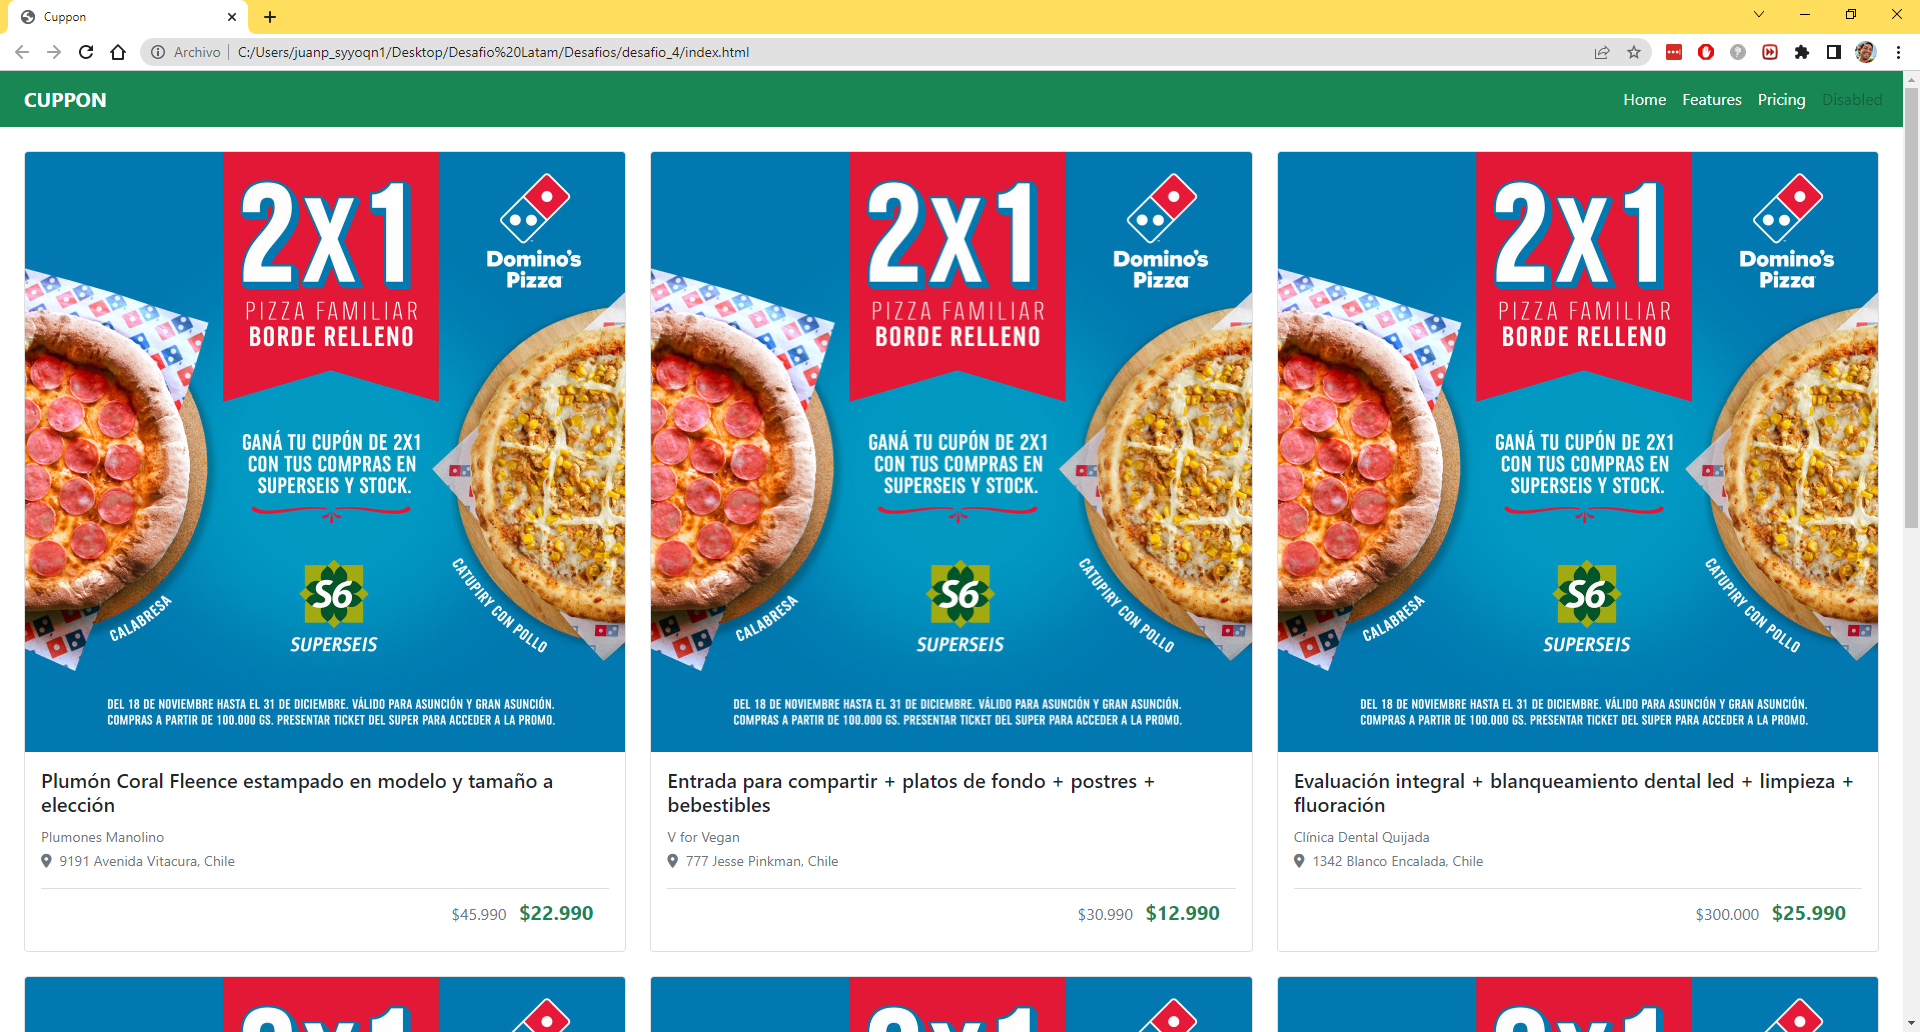 Cuppon
Archivo
C:/Users/juanp_syyoqn1/Desktop/Desafio%20Latam/Desafios/desafio_4/index.html
CUPPON
Home Features Pricing Disabled
2X1
PIZZA FAMILIAR
BORDE RELLENO
Domino's
Pizza
GANÁ TU CUPÓN DE 2X1
CON TUS COMPRAS EN
SUPERSEIS Y STOCK.
CALABRESA
CATUPIRY CON POLLO
S6
SUPERSEIS
DEL 18 DE NOVIEMBRE HASTA EL 31 DE DICIEMBRE. VÁLIDO PARA ASUNCIÓN Y GRAN ASUNCIÓN.
COMPRAS A PARTIR DE 100.000 GS. PRESENTAR TICKET DEL SUPER PARA ACCEDER A LA PROMO.
Plumón Coral Fleence estampado en modelo y tamaño a
elección
Plumones Manolino
9191 Avenida Vitacura, Chile
$45.990 $22.990
2X1
PIZZA FAMILIAR
BORDE RELLENO
Domino's
Pizza
GANÁ TU CUPÓN DE 2X1
CON TUS COMPRAS EN
SUPERSEIS Y STOCK.
CALABRESA
CATUPIRY CON POLLO
S6
SUPERSEIS
DEL 18 DE NOVIEMBRE HASTA EL 31 DE DICIEMBRE. VÁLIDO PARA ASUNCIÓN Y GRAN ASUNCIÓN.
COMPRAS A PARTIR DE 100.000 GS. PRESENTAR TICKET DEL SUPER PARA ACCEDER A LA PROMO.
Entrada para compartir + platos de fondo + postres +
bebestibles
V for Vegan
777 Jesse Pinkman, Chile
$30.990 $12.990
2X1
PIZZA FAMILIAR
BORDE RELLENO
Domino's
Pizza
GANÁ TU CUPÓN DE 2X1
CON TUS COMPRAS EN
SUPERSEIS Y STOCK.
CALABRESA
CATUPIRY CON POLLO
S6
SUPERSEIS
DEL 18 DE NOVIEMBRE HASTA EL 31 DE DICIEMBRE. VÁLIDO PARA ASUNCIÓN Y GRAN ASUNCIÓN.
COMPRAS A PARTIR DE 100.000 GS. PRESENTAR TICKET DEL SUPER PARA ACCEDER A LA PROMO.
Evaluación integral + blanqueamiento dental led + limpieza +
fluoración
Clínica Dental Quijada
1342 Blanco Encalada, Chile
$300.000 $25.990
2X1
2X1
2X1